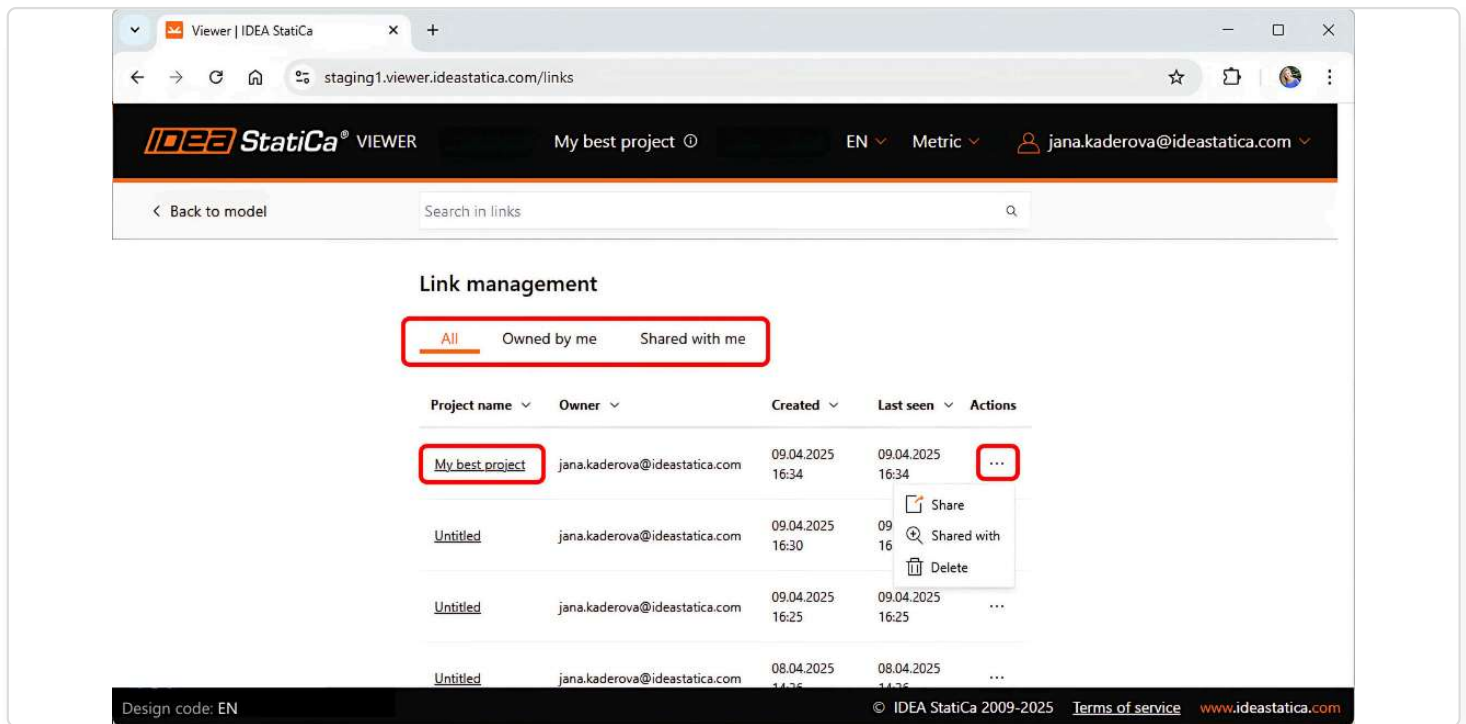 Viewer | IDEA StatiCa
staging1.viewer.ideastatica.com/links
IDEA StatiCa® VIEWER My best project EN Metric jana.kaderova@ideastatica.com
Back to model Search in links
Link management
All Owned by me Shared with me
Project name Owner Created Last seen Actions
My best project jana.kaderova@ideastatica.com 09.04.2025 16:34 09.04.2025 16:34 ...
Share
Untitled jana.kaderova@ideastatica.com 09.04.2025 16:30 09 16
Shared with
Delete
Untitled jana.kaderova@ideastatica.com 09.04.2025 16:25 09.04.2025 16:25 ...
Untitled jana.kaderova@ideastatica.com 08.04.2025 08.04.2025 ...
Design code: EN © IDEA StatiCa 2009-2025 Terms of service www.ideastatica.com